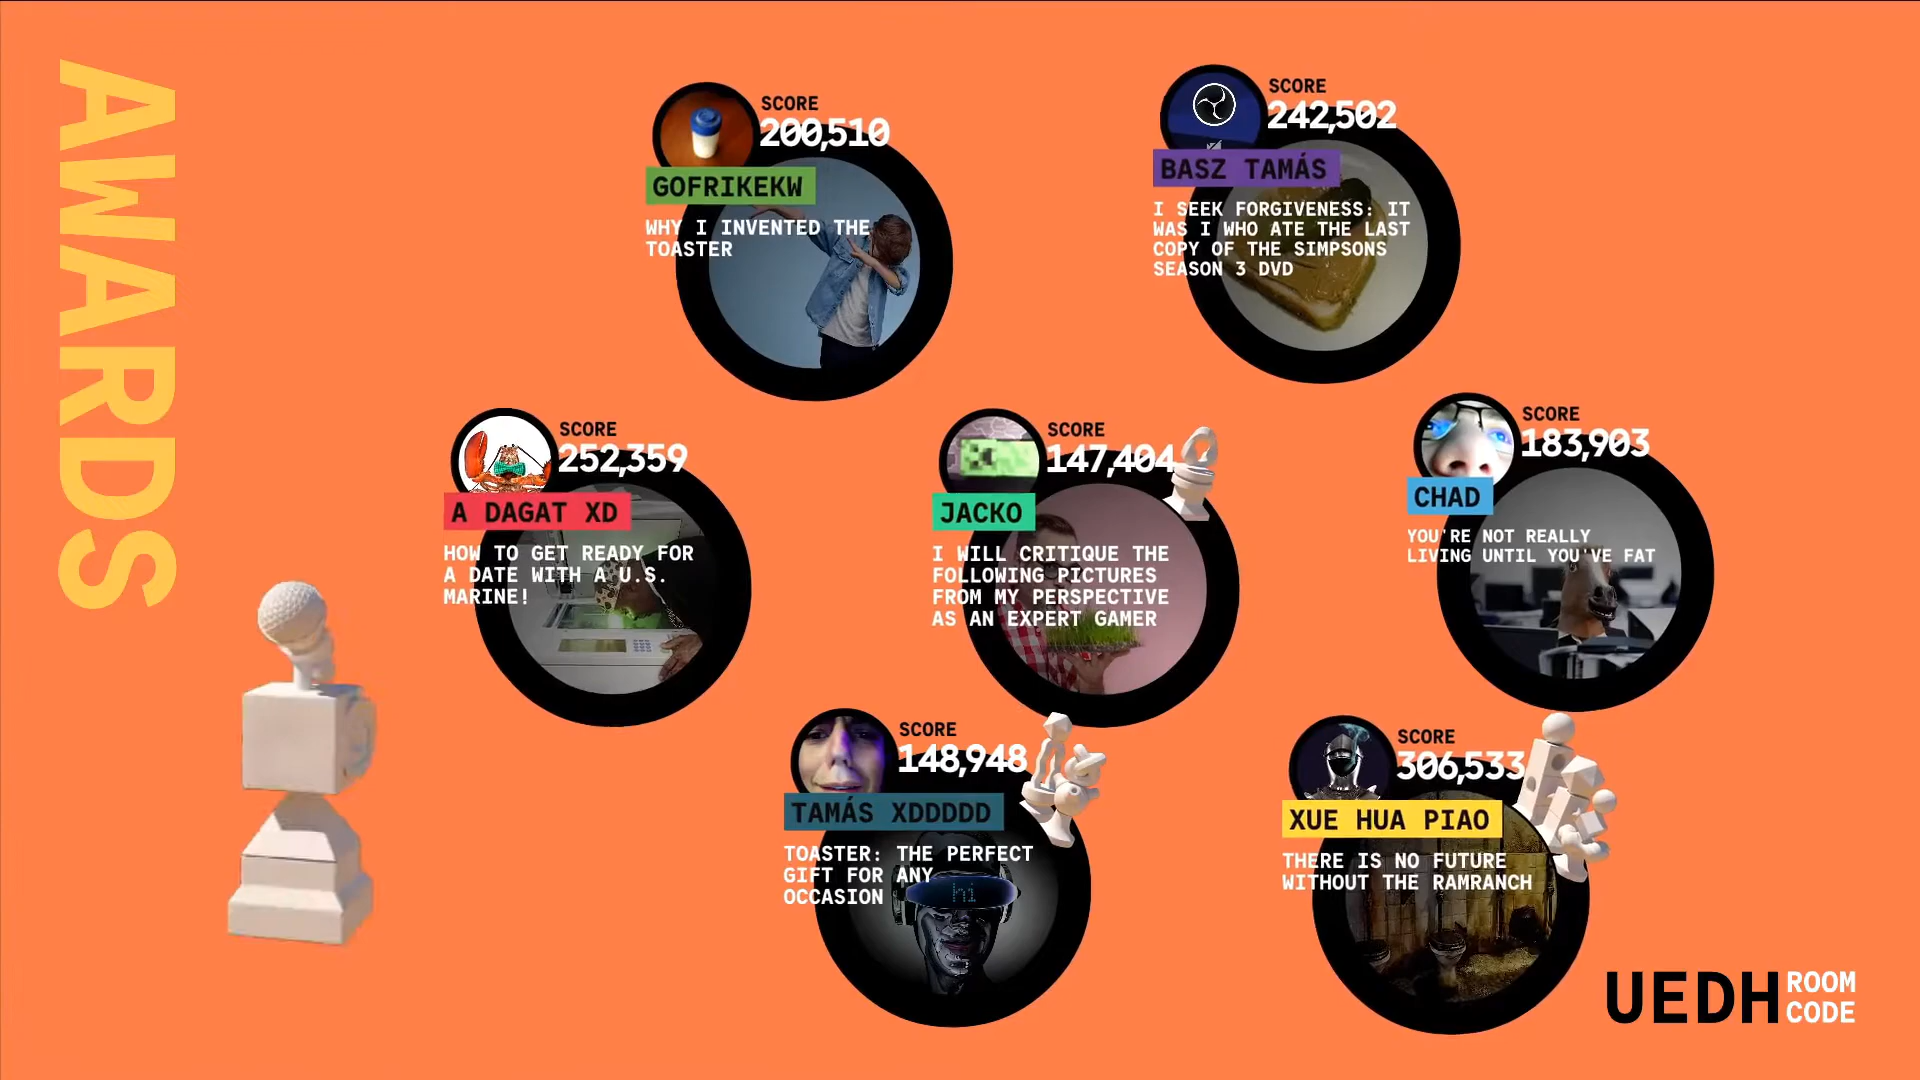 AWARDS
SCORE
200,510
GOFRIKEKW
WHY I INVENTED THE
TOASTER
SCORE
242,502
BASZ TAMÁS
I SEEK FORGIVENESS: IT
WAS I WHO ATE THE LAST
COPY OF THE SIMPSONS
SEASON 3 DVD
SCORE
252,359
A DAGAT XD
HOW TO GET READY FOR
A DATE WITH A U.S.
MARINE!
SCORE
147,404
JACKO
I WILL CRITIQUE THE
FOLLOWING PICTURES
FROM MY PERSPECTIVE
AS AN EXPERT GAMER
SCORE
183,903
CHAD
YOU'RE NOT REALLY
LIVING UNTIL YOU'VE FAT
SCORE
148,948
TAMÁS XDDDDD
TOASTER: THE PERFECT
GIFT FOR ANY
OCCASION
hi
SCORE
306,533
XUE HUA PIAO
THERE IS NO FUTURE
WITHOUT THE RAMRANCH
UEDH ROOM
CODE